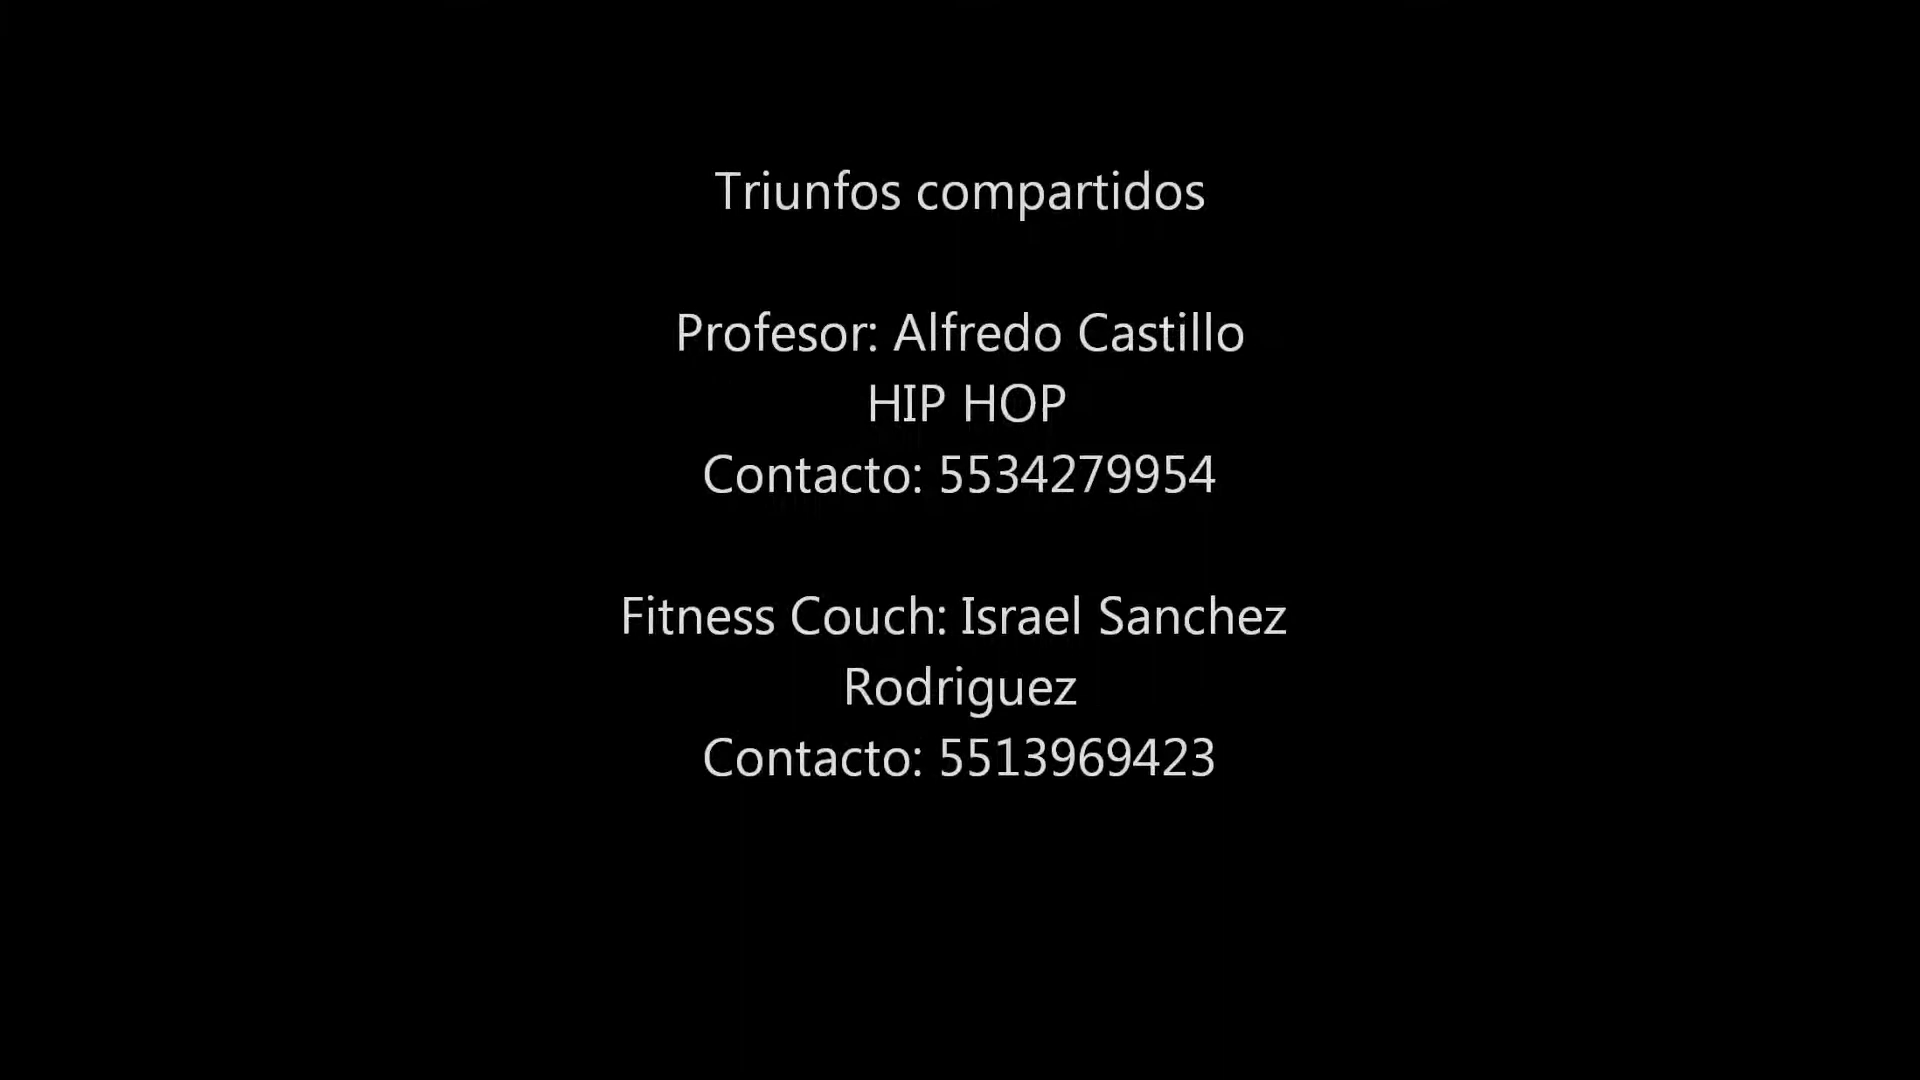 Triunfos compartidos
Profesor: Alfredo Castillo
HIP HOP
Contacto: 5534279954
Fitness Couch: Israel Sanchez
Rodriguez
Contacto: 5513969423